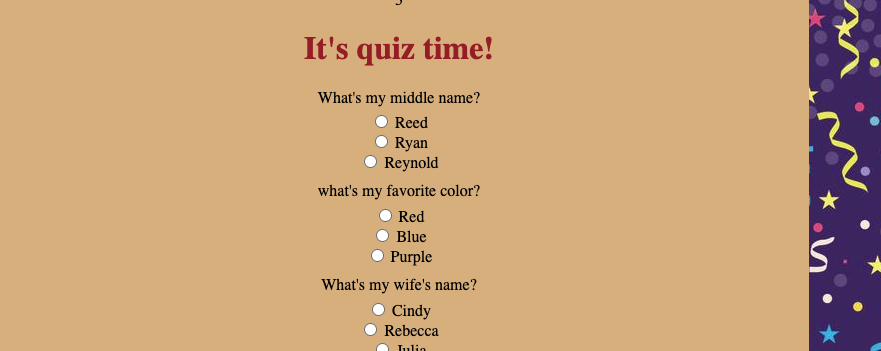 It's quiz time!
What's my middle name?
Reed
Ryan
Reynold
what's my favorite color?
Red
Blue
Purple
What's my wife's name?
Cindy
Rebecca
Julia